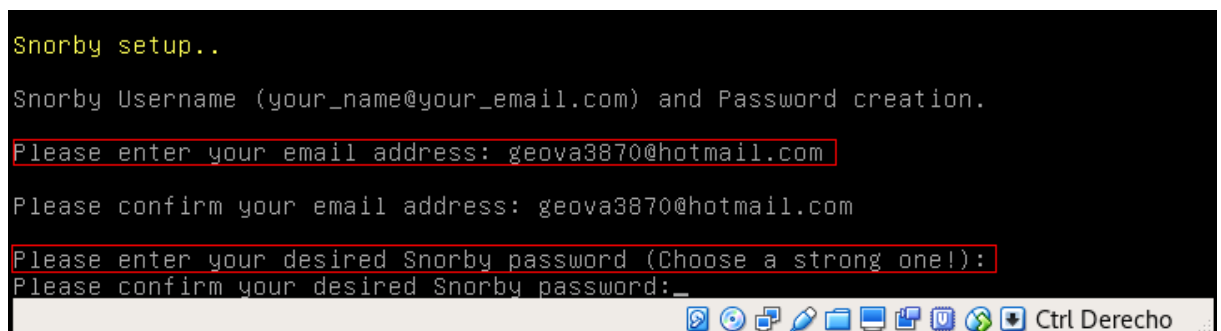 Snorby setup..
Snorby Username (your_name@your_email.com) and Password creation.
Please enter your email address: geova3870@hotmail.com
Please confirm your email address: geova3870@hotmail.com
Please enter your desired Snorby password (Choose a strong one!):
Please confirm your desired Snorby password:_
Ctrl Derecho